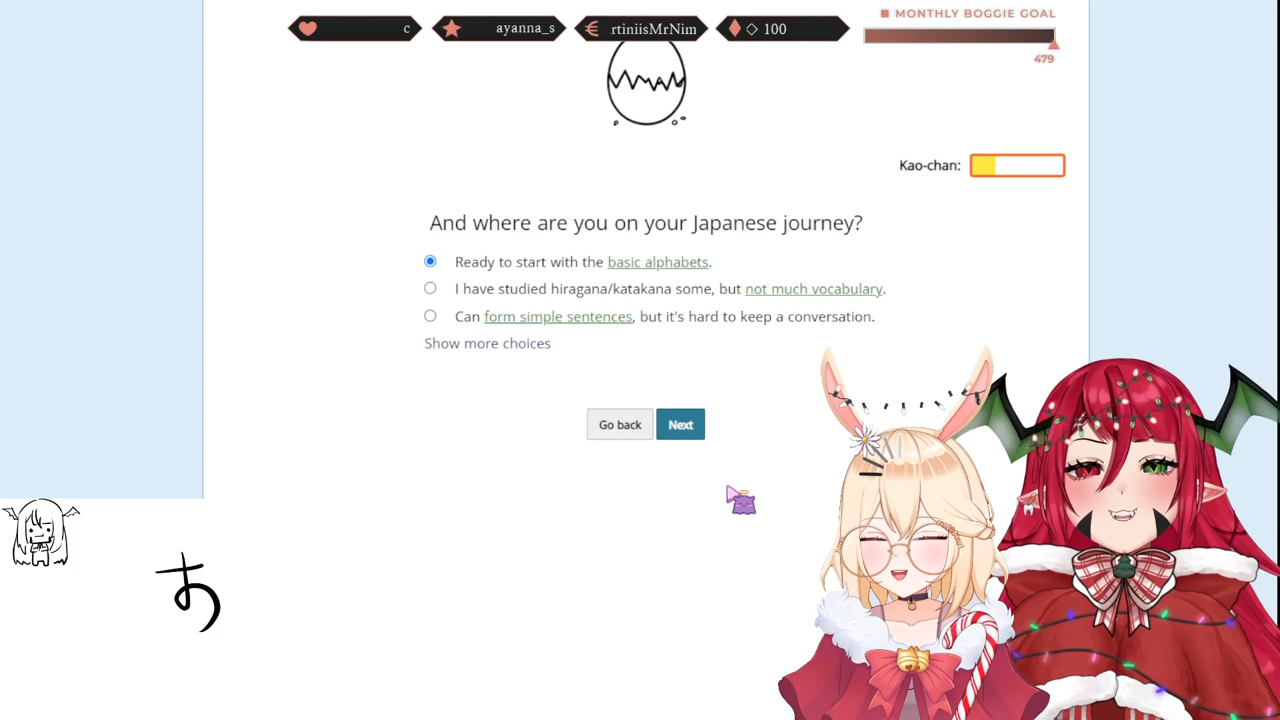 MONTHLY BOGGIE GOAL
c ayanna_s rtiniisMrNim ◇ 100
479
Kao-chan:
And where are you on your Japanese journey?
Ready to start with the basic alphabets.
I have studied hiragana/katakana some, but not much vocabulary.
Can form simple sentences, but it's hard to keep a conversation.
Show more choices
Go back Next
あ